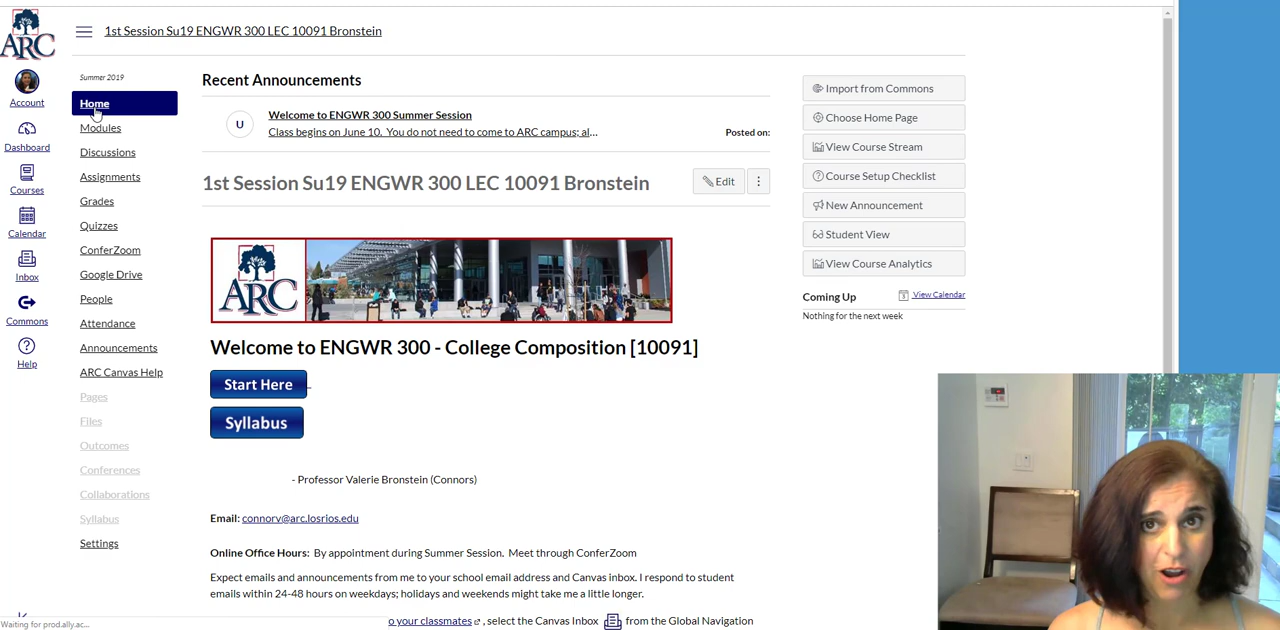 ARC
1st Session Su19 ENGWR 300 LEC 10091 Bronstein
Account
Dashboard
Courses
Calendar
Inbox
Commons
Help
Summer 2019
Home
Modules
Discussions
Assignments
Grades
Quizzes
ConferZoom
Google Drive
People
Attendance
Announcements
ARC Canvas Help
Pages
Files
Outcomes
Conferences
Collaborations
Syllabus
Settings
Recent Announcements
U
Welcome to ENGWR 300 Summer Session
Class begins on June 10. You do not need to come to ARC campus; al...
Posted on:
1st Session Su19 ENGWR 300 LEC 10091 Bronstein
Edit
ARC
Welcome to ENGWR 300 - College Composition [10091]
Start Here
Syllabus
- Professor Valerie Bronstein (Connors)
Email: connorv@arc.losrios.edu
Online Office Hours: By appointment during Summer Session. Meet through ConferZoom
Expect emails and announcements from me to your school email address and Canvas inbox. I respond to student
emails within 24-48 hours on weekdays; holidays and weekends might take me a little longer.
o your classmates , select the Canvas Inbox from the Global Navigation
Import from Commons
Choose Home Page
View Course Stream
Course Setup Checklist
New Announcement
Student View
View Course Analytics
Coming Up
View Calendar
Nothing for the next week
Waiting for prod.ally.ac...